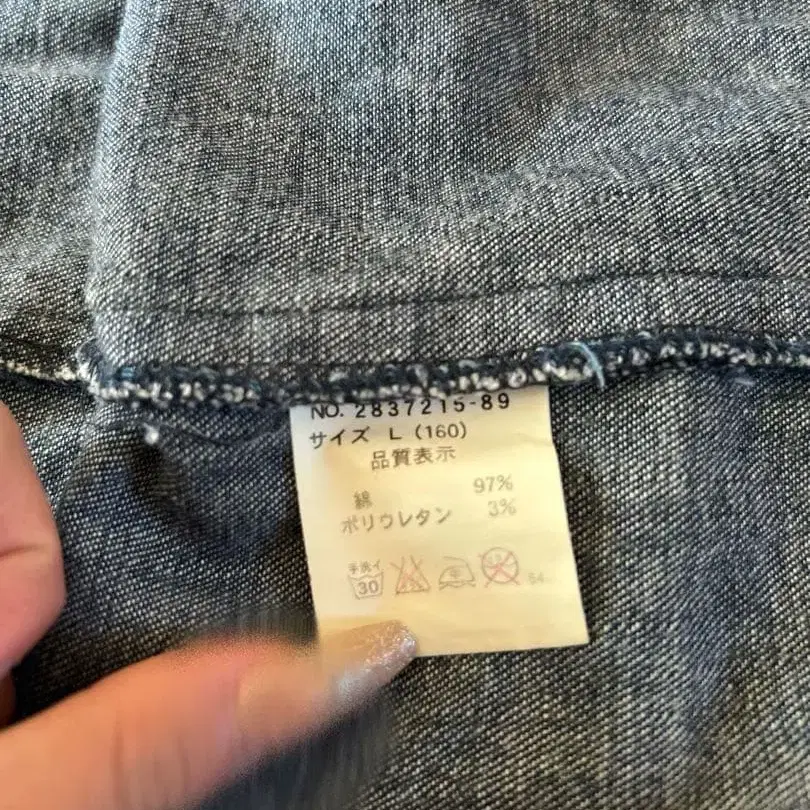 NO. 2837215-89
サイズ L (160)
品質表示
綿 97%
ポリウレタン 3%
手洗イ
30